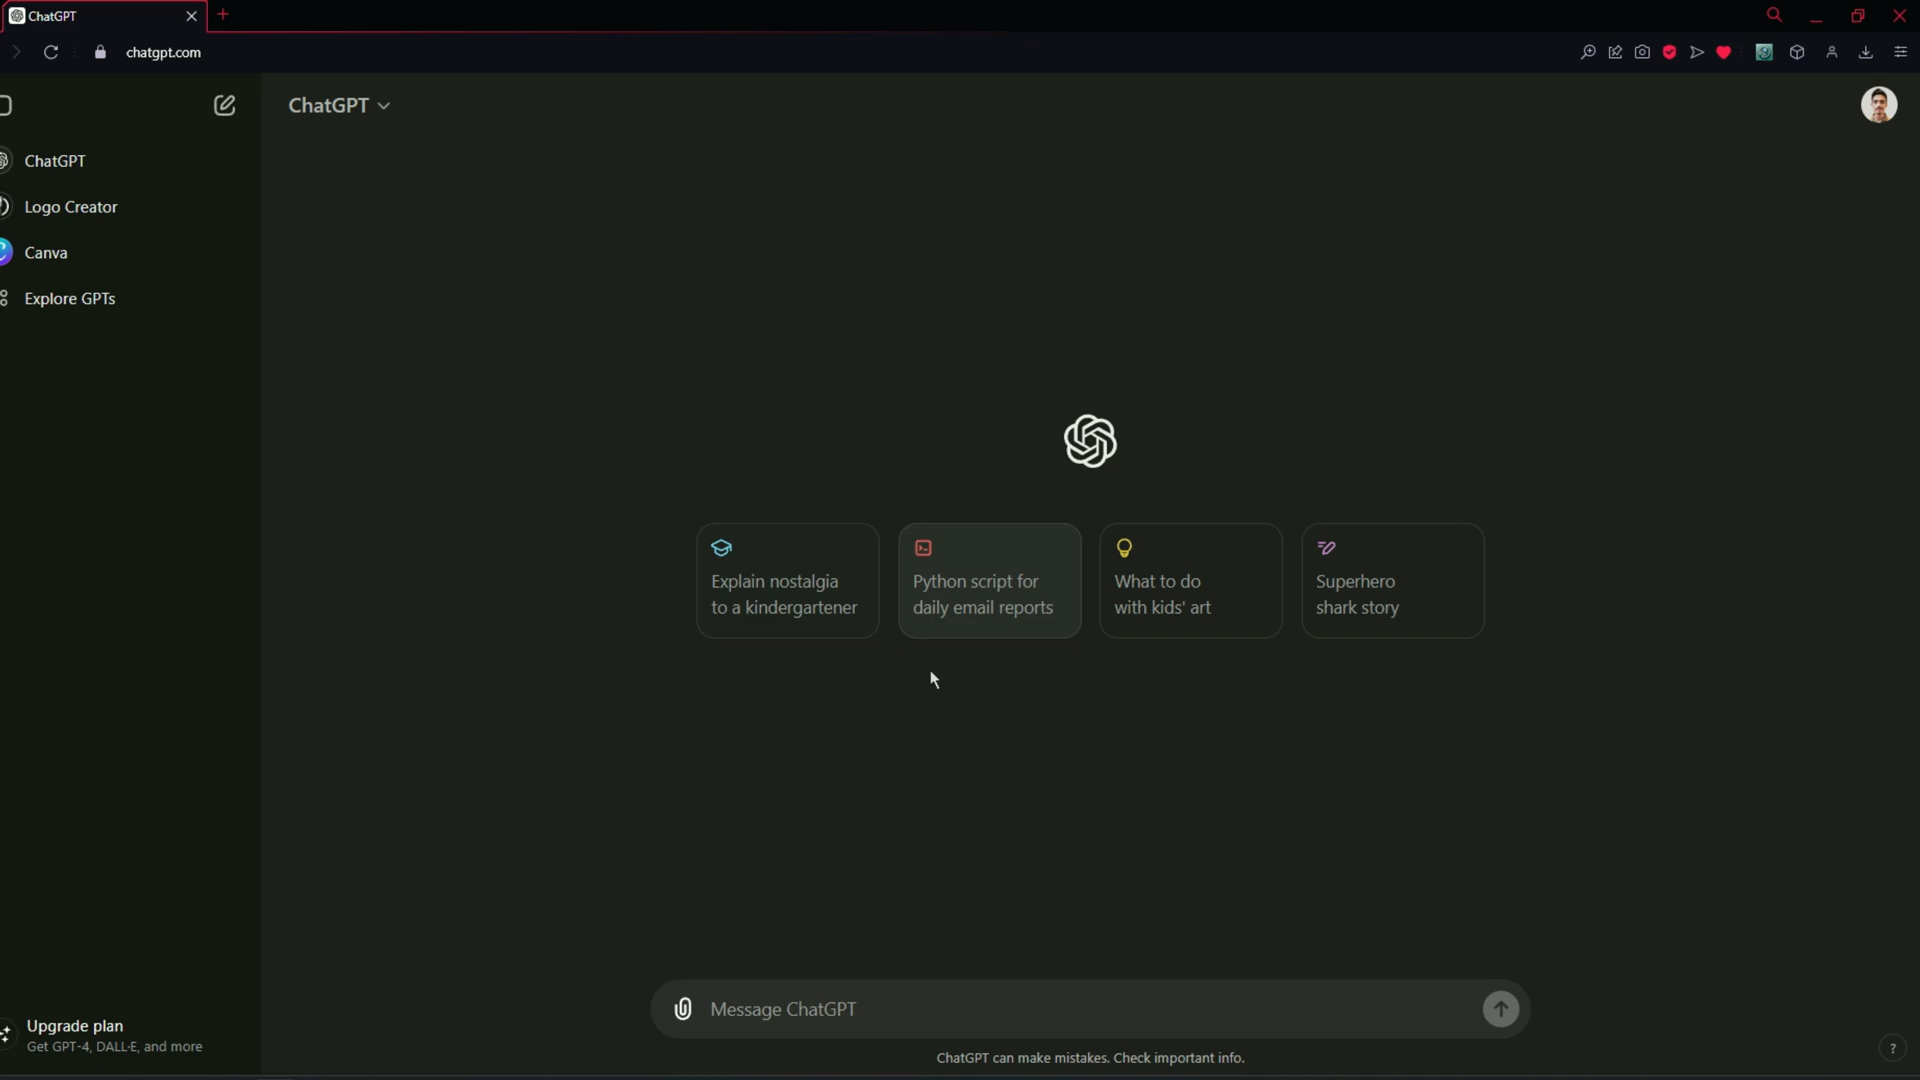 ChatGPT
chatgpt.com
ChatGPT
ChatGPT
Logo Creator
Canva
Explore GPTs
Explain nostalgia
to a kindergartener
Python script for
daily email reports
What to do
with kids' art
Superhero
shark story
Upgrade plan
Get GPT-4, DALL·E, and more
Message ChatGPT
ChatGPT can make mistakes. Check important info.
?